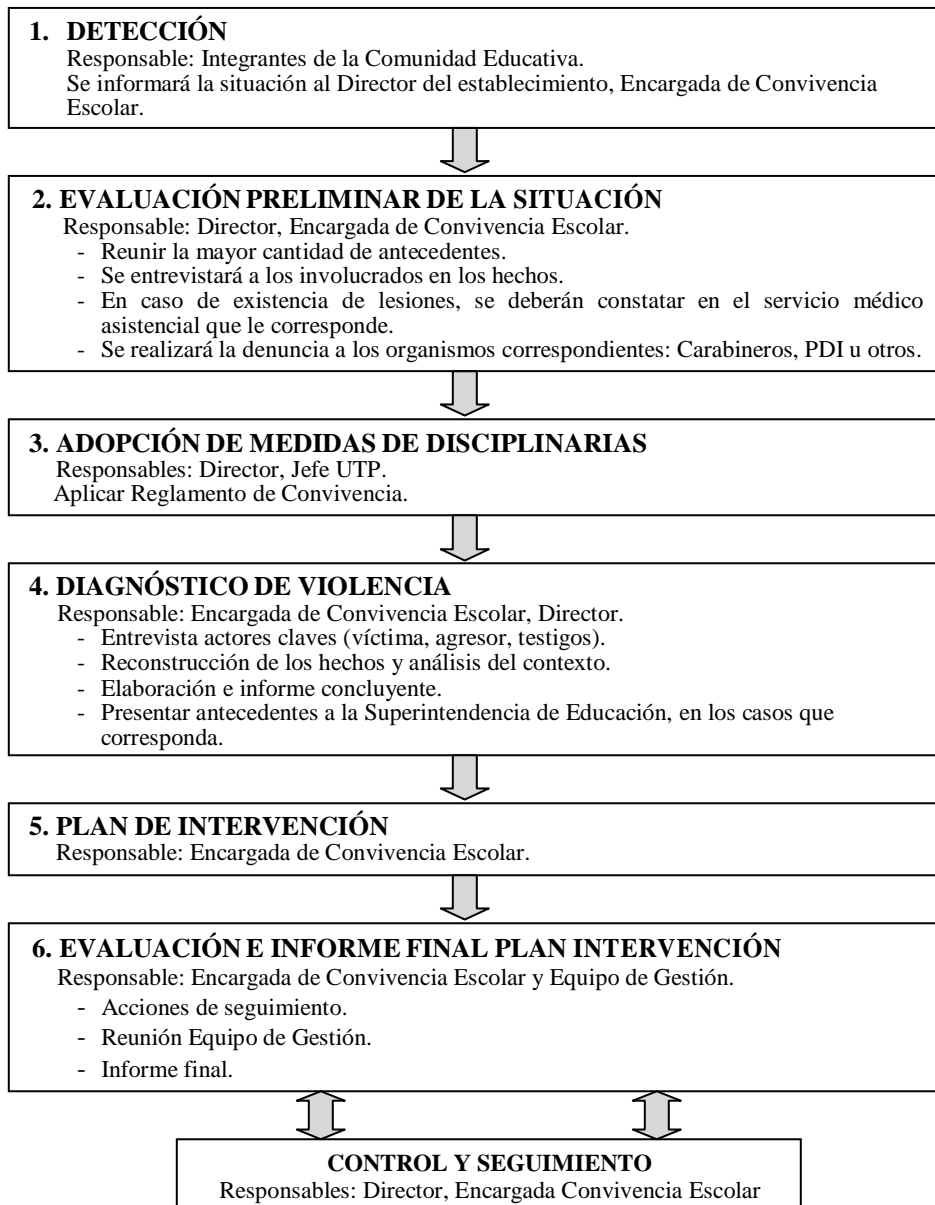 1. DETECCIÓN
Responsable: Integrantes de la Comunidad Educativa.
Se informará la situación al Director del establecimiento, Encargada de Convivencia
Escolar.
2. EVALUACIÓN PRELIMINAR DE LA SITUACIÓN
Responsable: Director, Encargada de Convivencia Escolar.
- Reunir la mayor cantidad de antecedentes.
- Se entrevistará a los involucrados en los hechos.
- En caso de existencia de lesiones, se deberán constatar en el servicio médico
asistencial que le corresponde.
- Se realizará la denuncia a los organismos correspondientes: Carabineros, PDI u otros.
3. ADOPCIÓN DE MEDIDAS DE DISCIPLINARIAS
Responsables: Director, Jefe UTP.
Aplicar Reglamento de Convivencia.
4. DIAGNÓSTICO DE VIOLENCIA
Responsable: Encargada de Convivencia Escolar, Director.
- Entrevista actores claves (víctima, agresor, testigos).
- Reconstrucción de los hechos y análisis del contexto.
- Elaboración e informe concluyente.
- Presentar antecedentes a la Superintendencia de Educación, en los casos que
corresponda.
5. PLAN DE INTERVENCIÓN
Responsable: Encargada de Convivencia Escolar.
6. EVALUACIÓN E INFORME FINAL PLAN INTERVENCIÓN
Responsable: Encargada de Convivencia Escolar y Equipo de Gestión.
- Acciones de seguimiento.
- Reunión Equipo de Gestión.
- Informe final.
CONTROL Y SEGUIMIENTO
Responsables: Director, Encargada Convivencia Escolar